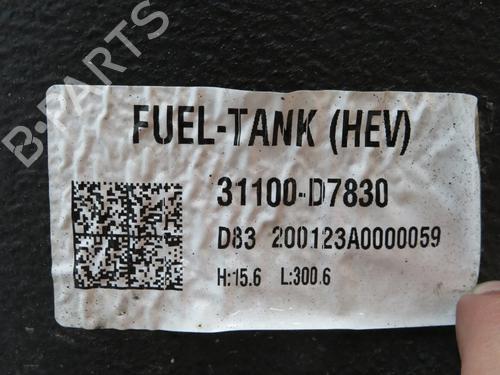 B-PARTS
FUEL-TANK (HEV)
31100-D7830
D83 200123A0000059
H:15.6 L:300.6